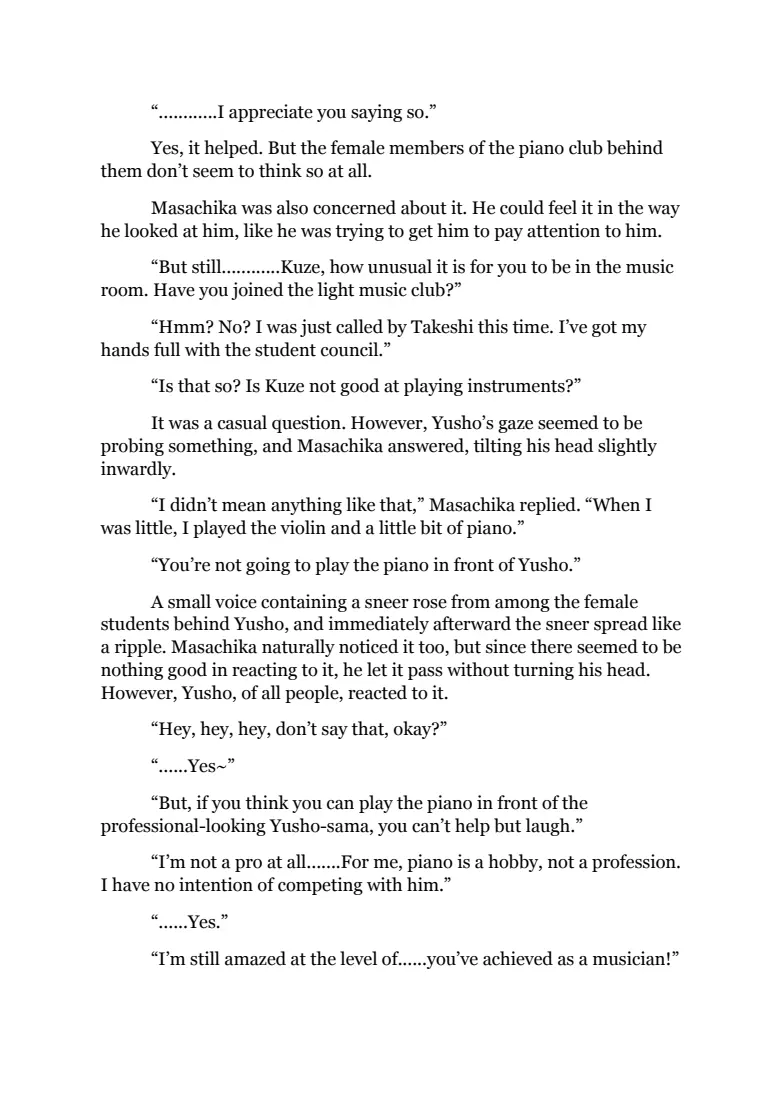 “............I appreciate you saying so.”
Yes, it helped. But the female members of the piano club behind
them don’t seem to think so at all.
Masachika was also concerned about it. He could feel it in the way
he looked at him, like he was trying to get him to pay attention to him.
“But still............Kuze, how unusual it is for you to be in the music
room. Have you joined the light music club?”
“Hmm? No? I was just called by Takeshi this time. I’ve got my
hands full with the student council.”
“Is that so? Is Kuze not good at playing instruments?”
It was a casual question. However, Yusho’s gaze seemed to be
probing something, and Masachika answered, tilting his head slightly
inwardly.
“I didn’t mean anything like that,” Masachika replied. “When I
was little, I played the violin and a little bit of piano.”
“You’re not going to play the piano in front of Yusho.”
A small voice containing a sneer rose from among the female
students behind Yusho, and immediately afterward the sneer spread like
a ripple. Masachika naturally noticed it too, but since there seemed to be
nothing good in reacting to it, he let it pass without turning his head.
However, Yusho, of all people, reacted to it.
“Hey, hey, hey, don’t say that, okay?”
“......Yes~”
“But, if you think you can play the piano in front of the
professional-looking Yusho-sama, you can’t help but laugh.”
“I’m not a pro at all.......For me, piano is a hobby, not a profession.
I have no intention of competing with him.”
“......Yes.”
“I’m still amazed at the level of......you’ve achieved as a musician!”